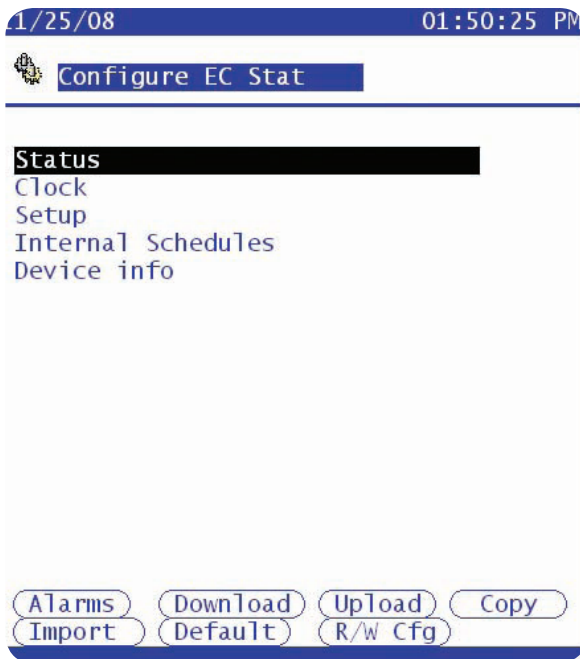 11/25/08 01:50:25 PM
Configure EC Stat
Status
Clock
Setup
Internal Schedules
Device info
Alarms Download Upload Copy
Import Default R/W Cfg